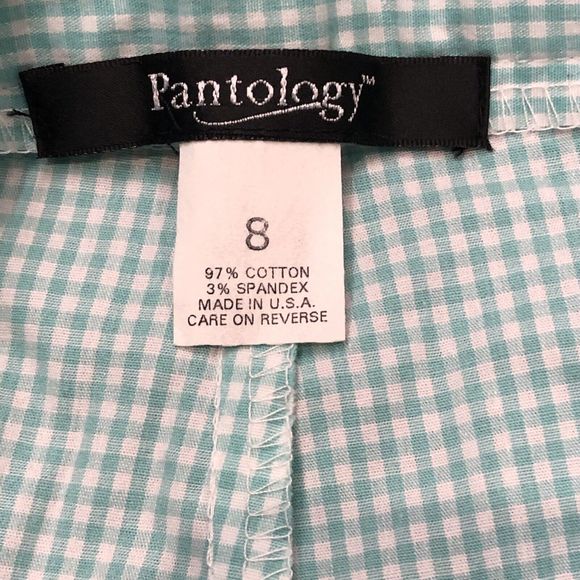 Pantology™
8
97% COTTON
3% SPANDEX
MADE IN U.S.A.
CARE ON REVERSE